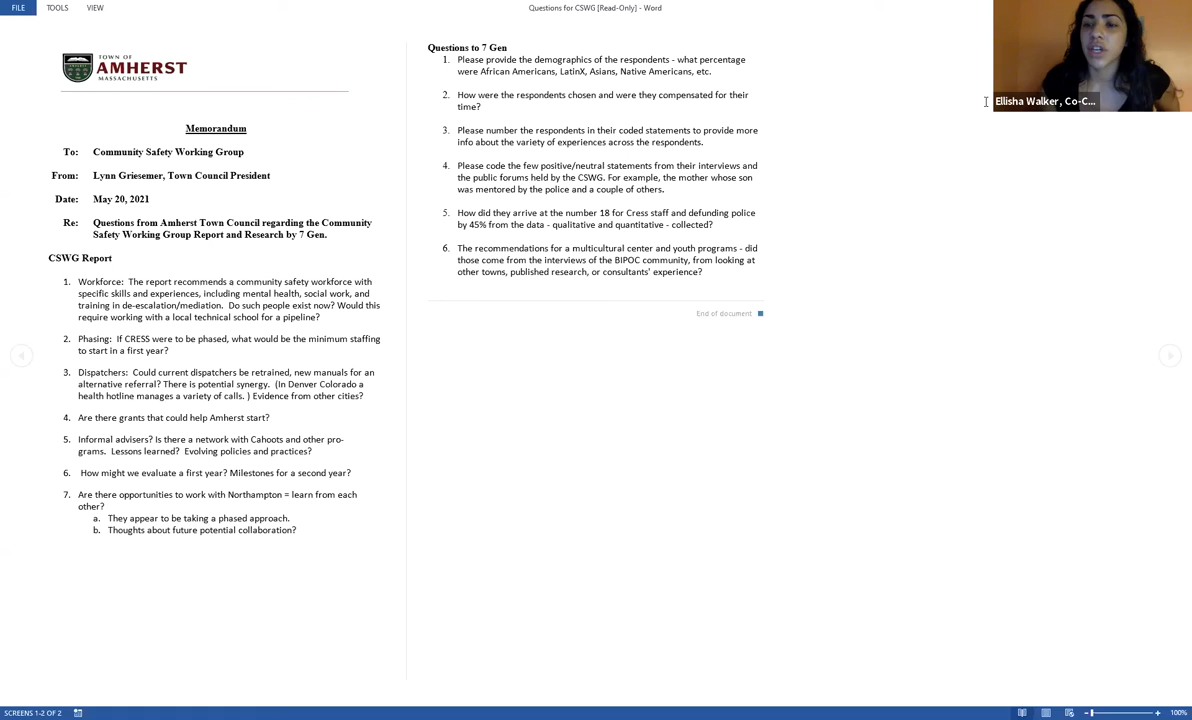 FILE TOOLS VIEW
Questions for CSWG [Read-Only] - Word
TOWN OF
AMHERST
MASSACHUSETTS
Memorandum
To: Community Safety Working Group
From: Lynn Griesemer, Town Council President
Date: May 20, 2021
Re: Questions from Amherst Town Council regarding the Community
Safety Working Group Report and Research by 7 Gen.
CSWG Report
1. Workforce: The report recommends a community safety workforce with
specific skills and experiences, including mental health, social work, and
training in de-escalation/mediation. Do such people exist now? Would this
require working with a local technical school for a pipeline?
2. Phasing: If CRESS were to be phased, what would be the minimum staffing
to start in a first year?
3. Dispatchers: Could current dispatchers be retrained, new manuals for an
alternative referral? There is potential synergy. (In Denver Colorado a
health hotline manages a variety of calls. ) Evidence from other cities?
4. Are there grants that could help Amherst start?
5. Informal advisers? Is there a network with Cahoots and other pro-
grams. Lessons learned? Evolving policies and practices?
6. How might we evaluate a first year? Milestones for a second year?
7. Are there opportunities to work with Northampton = learn from each
other?
a. They appear to be taking a phased approach.
b. Thoughts about future potential collaboration?
Questions to 7 Gen
1. Please provide the demographics of the respondents - what percentage
were African Americans, LatinX, Asians, Native Americans, etc.
2. How were the respondents chosen and were they compensated for their
time?
3. Please number the respondents in their coded statements to provide more
info about the variety of experiences across the respondents.
4. Please code the few positive/neutral statements from their interviews and
the public forums held by the CSWG. For example, the mother whose son
was mentored by the police and a couple of others.
5. How did they arrive at the number 18 for Cress staff and defunding police
by 45% from the data - qualitative and quantitative - collected?
6. The recommendations for a multicultural center and youth programs - did
those come from the interviews of the BIPOC community, from looking at
other towns, published research, or consultants' experience?
End of document
Ellisha Walker, Co-C...
SCREENS 1-2 OF 2
100%